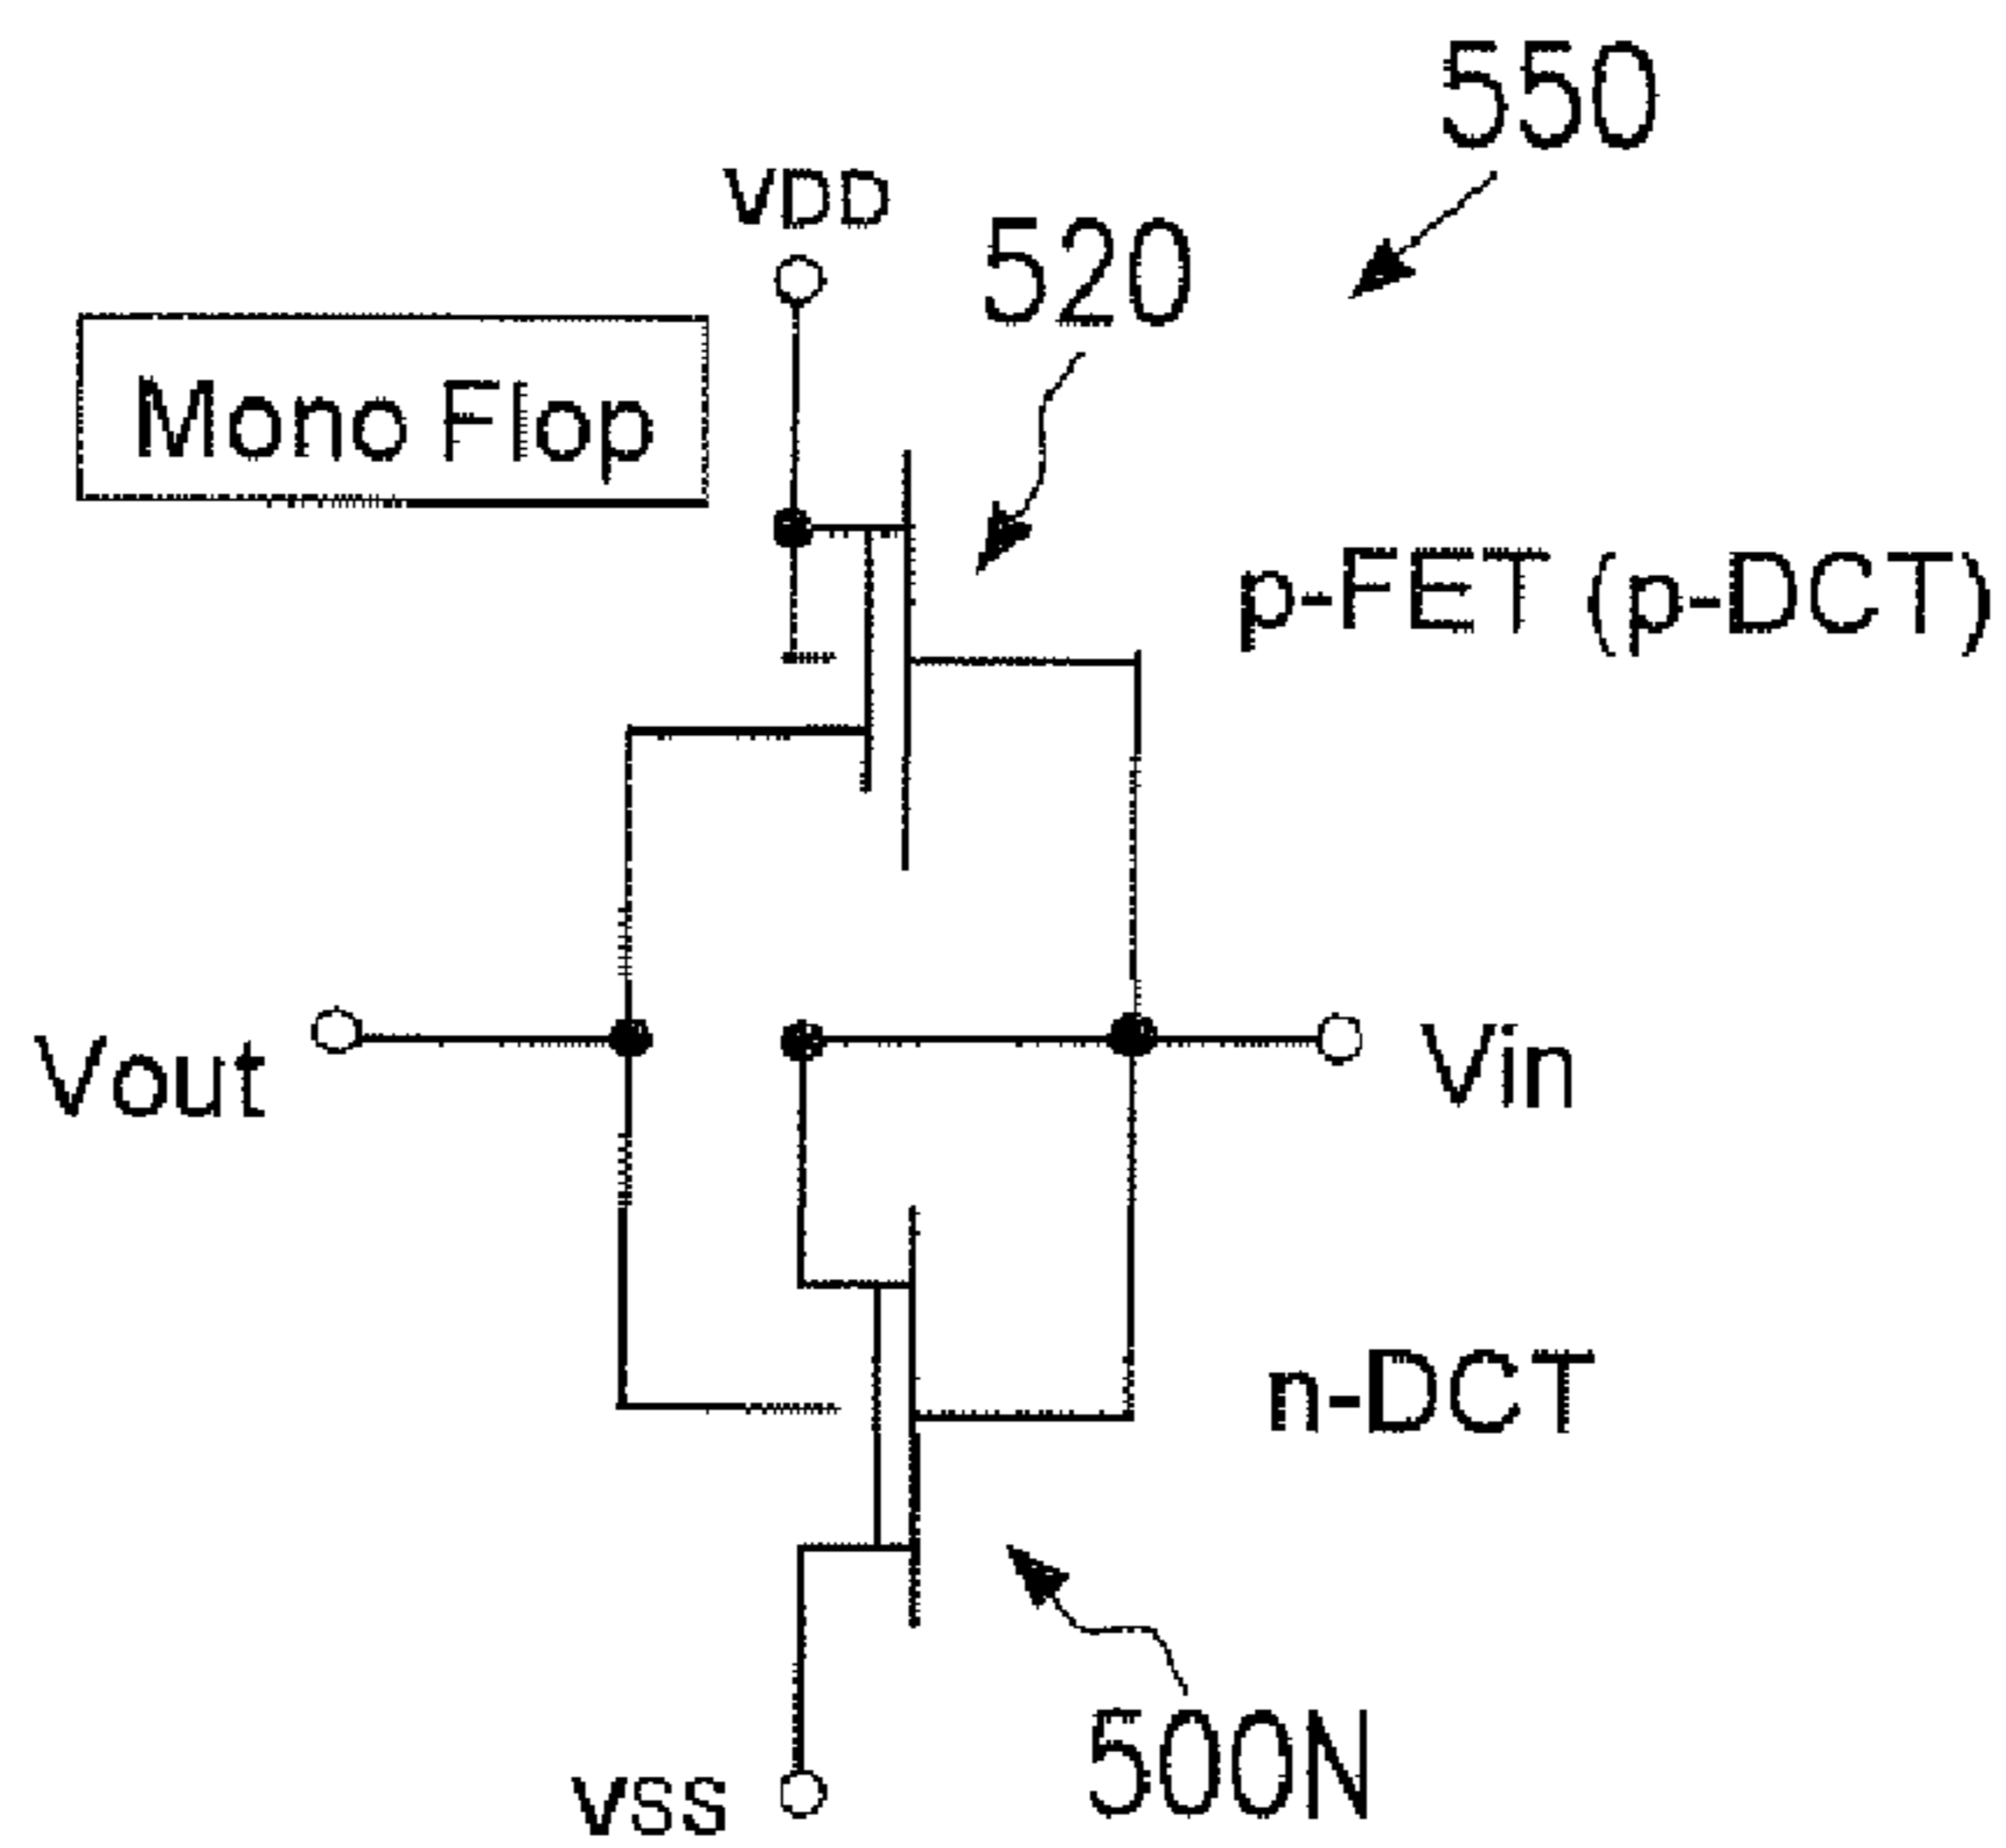 550
VDD
520
Mono Flop
p-FET (p-DCT)
Vout
Vin
n-DCT
500N
VSS